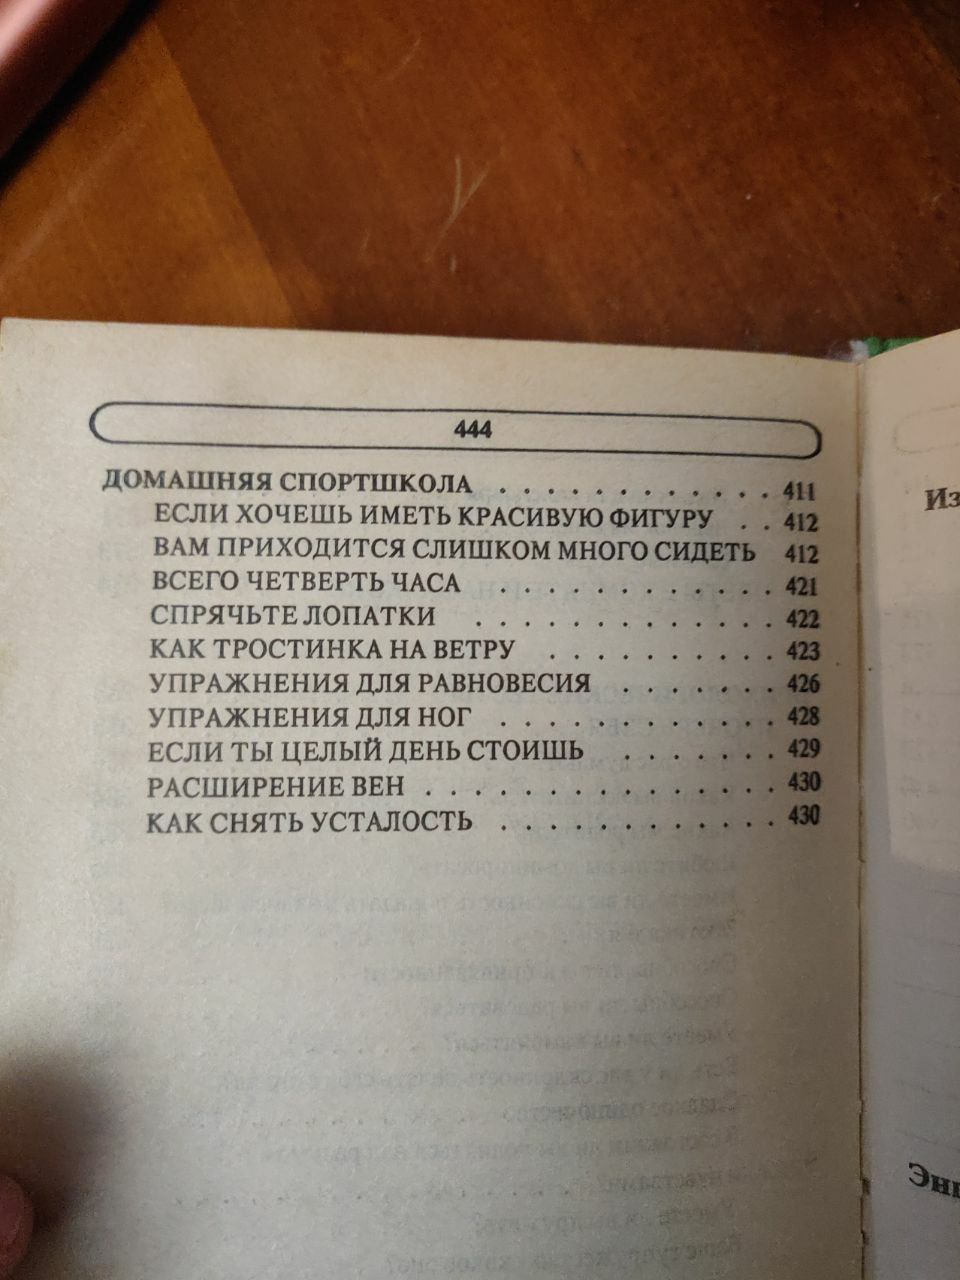 444
ДОМАШНЯЯ СПОРТШКОЛА . . . . . . . . . . . . 411
ЕСЛИ ХОЧЕШЬ ИМЕТЬ КРАСИВУЮ ФИГУРУ . . 412
ВАМ ПРИХОДИТСЯ СЛИШКОМ МНОГО СИДЕТЬ 412
ВСЕГО ЧЕТВЕРТЬ ЧАСА . . . . . . . . . . . . 421
СПРЯЧЬТЕ ЛОПАТКИ . . . . . . . . . . . . . 422
КАК ТРОСТИНКА НА ВЕТРУ . . . . . . . . . . 423
УПРАЖНЕНИЯ ДЛЯ РАВНОВЕСИЯ . . . . . . . 426
УПРАЖНЕНИЯ ДЛЯ НОГ . . . . . . . . . . . . 428
ЕСЛИ ТЫ ЦЕЛЫЙ ДЕНЬ СТОИШЬ . . . . . . . 429
РАСШИРЕНИЕ ВЕН . . . . . . . . . . . . . . . 430
КАК СНЯТЬ УСТАЛОСТЬ . . . . . . . . . . . . 430